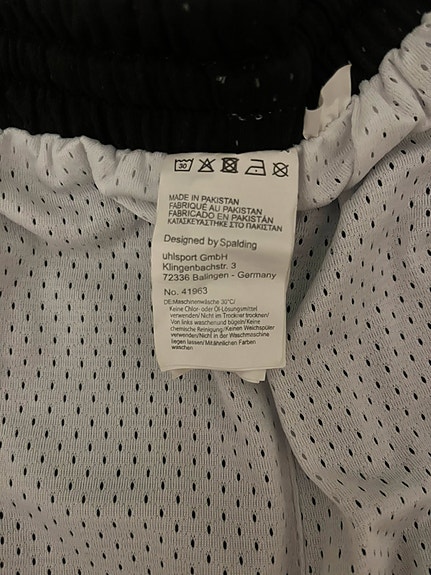 30
MADE IN PAKISTAN
FABRIQUÉ AU PAKISTAN
FABRICADO EN PAKISTÁN
ΚΑΤΑΣΚΕΥΑΣΤΗΚΕ ΣΤΟ ΠΑΚΙΣΤΑΝ
Designed by Spalding
uhlsport GmbH
Klingenbachstr. 3
72336 Balingen - Germany
No. 41963
DE:Maschinenwäsche 30°C/
Keine Chlor- oder Öl-Lösungsmittel
verwenden/Nicht im Trockner trocknen/
Von links waschen und bügeln/Keine
chemische Reinigung/Keinen Weichspüler
verwenden/Nicht in der Waschmaschine
liegen lassen/Mit ähnlichen Farben
waschen